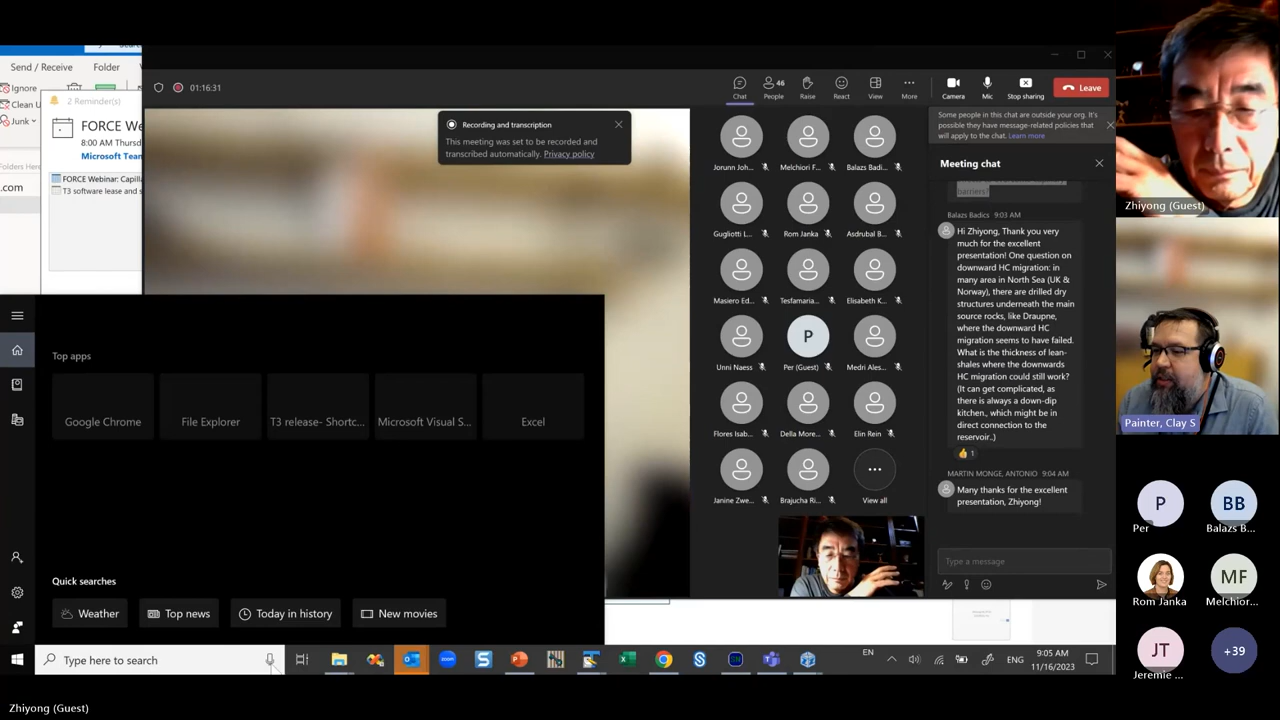 Send / Receive
Folder
Ignore
Clean U
Junk
2 Reminder(s)
FORCE We
8:00 AM Thursd
Microsoft Team
FORCE Webinar: Capilla
T3 software lease and s
.com
01:16:31
Chat
46
People
Raise
React
View
More
Camera
Mic
Stop sharing
Leave
Recording and transcription
This meeting was set to be recorded and
transcribed automatically. Privacy policy
Jorunn Joh...
Melchiori F...
Balazs Badi...
Gugliotti L...
Rom Janka
Asdrubal B...
Masiero Ed...
Tesfamaria...
Elisabeth K...
P
Unni Naess
Per (Guest)
Medri Ales...
Flores Isab...
Della More...
Elin Rein
Janine Zwe...
Brajucha Ri...
View all
Some people in this chat are outside your org. It's
possible they have message-related policies that
will apply to the chat. Learn more
Meeting chat
barriers?
Balazs Badics 9:03 AM
Hi Zhiyong, Thank you very
much for the excellent
presentation! One question on
downward HC migration: in
many area in North Sea (UK &
Norway), there are drilled dry
structures underneath the main
source rocks, like Draupne,
where the downward HC
migration seems to have failed.
What is the thickness of lean-
shales where the downwards
HC migration could still work?
(It can get complicated, as
there is always a down-dip
kitchen., which might be in
direct connection to the
reservoir..)
1
MARTIN MONGE, ANTONIO 9:04 AM
Many thanks for the excellent
presentation, Zhiyong!
Type a message
Top apps
Google Chrome
File Explorer
T3 release- Shortc...
Microsoft Visual S...
Excel
Quick searches
Weather
Top news
Today in history
New movies
Type here to search
EN
ENG
9:05 AM
11/16/2023
Zhiyong (Guest)
Painter, Clay S
P
Per
BB
Balazs B...
Rom Janka
MF
Melchior...
JT
Jeremie ...
+39
Zhiyong (Guest)